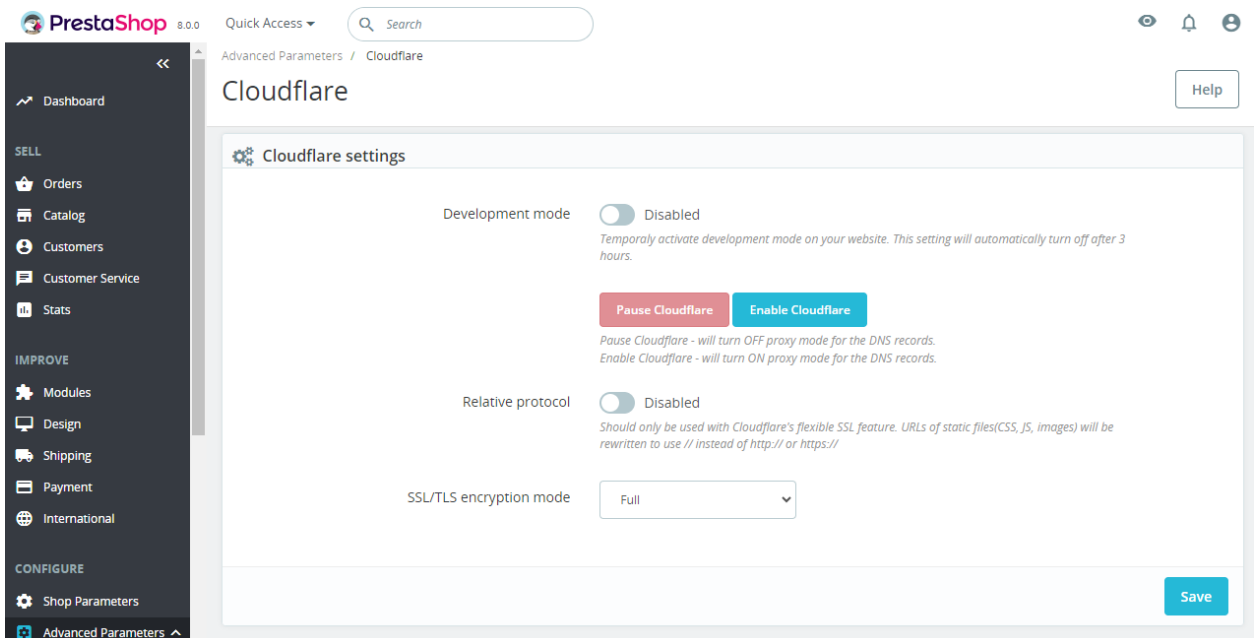 PrestaShop 8.0.0 Quick Access Search
Advanced Parameters / Cloudflare
Cloudflare
Help
Dashboard
SELL
Orders
Catalog
Customers
Customer Service
Stats
IMPROVE
Modules
Design
Shipping
Payment
International
CONFIGURE
Shop Parameters
Advanced Parameters
Cloudflare settings
Development mode Disabled
Temporaly activate development mode on your website. This setting will automatically turn off after 3
hours.
Pause Cloudflare Enable Cloudflare
Pause Cloudflare - will turn OFF proxy mode for the DNS records.
Enable Cloudflare - will turn ON proxy mode for the DNS records.
Relative protocol Disabled
Should only be used with Cloudflare's flexible SSL feature. URLs of static files(CSS, JS, images) will be
rewritten to use // instead of http:// or https://
SSL/TLS encryption mode Full
Save